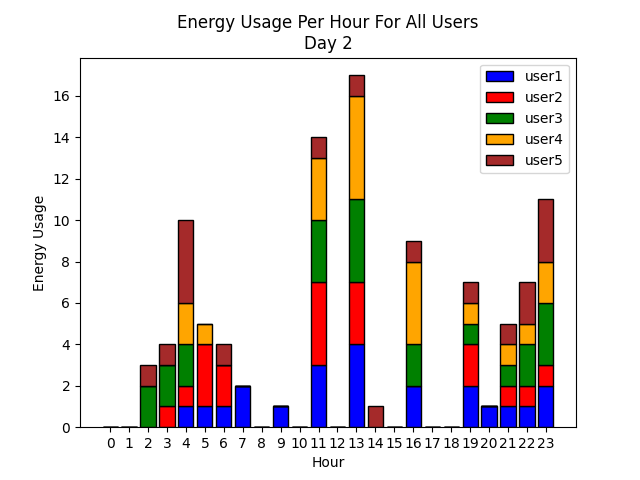 Energy Usage Per Hour For All Users
Day 2
user1
user2
user3
user4
user5
16
14
12
10
8
6
4
2
0
Energy Usage
0 1 2 3 4 5 6 7 8 9 10 11 12 13 14 15 16 17 18 19 20 21 22 23
Hour